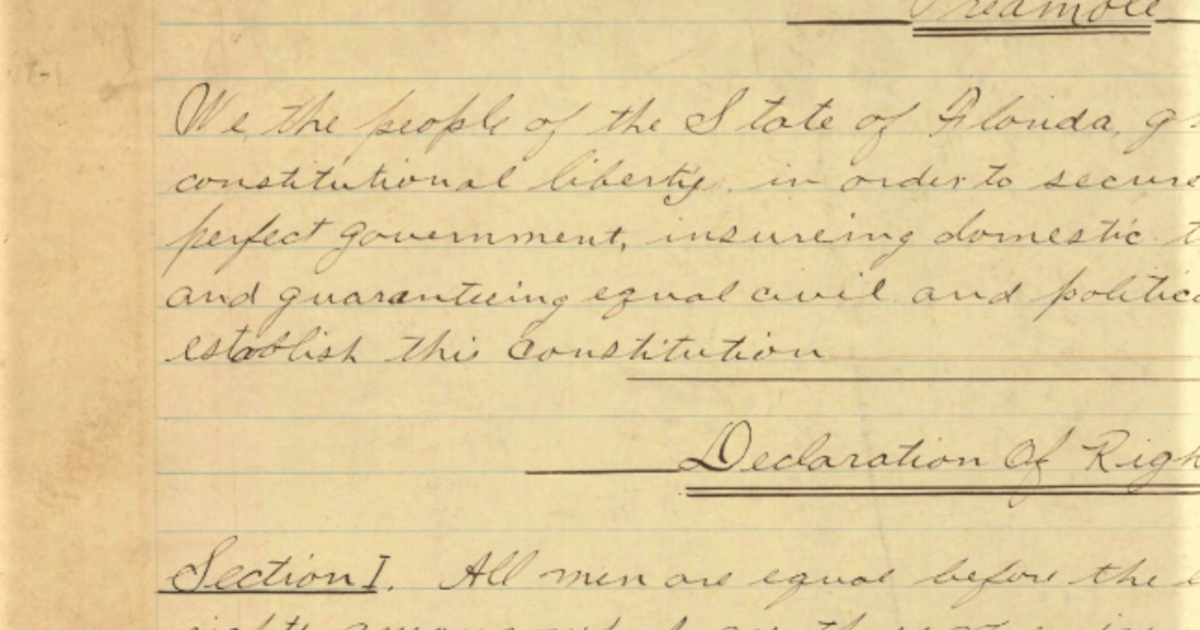 Preamble
We, the people of the State of Florida, g
constitutional liberty, in order to secure
perfect government, insureing domestic t
and guaranteeing equal civil and politica
establish this constitution
Declaration Of Righ
Section I. All men are equal before the l